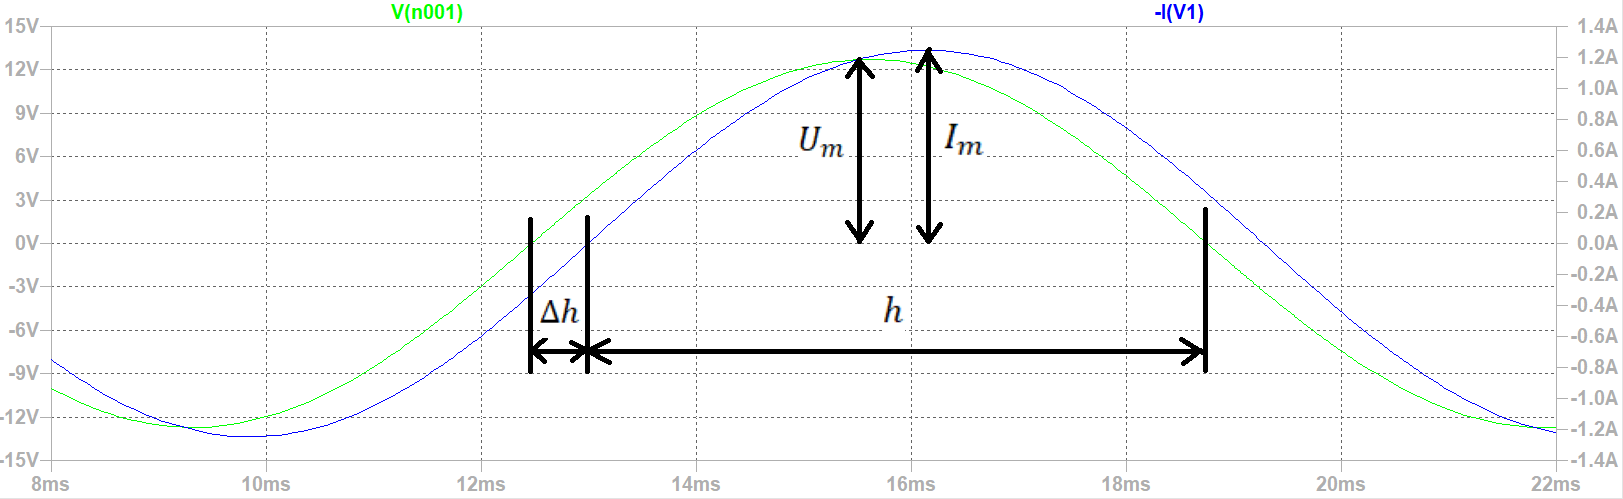 V(n001) -I(V1)
15V 1.4A
12V 1.2A
9V 1.0A
0.8A
6V 0.6A
3V 0.4A
0.2A
0V 0.0A
-3V -0.2A
-0.4A
-6V -0.6A
-9V -0.8A
-12V -1.0A
-1.2A
-15V -1.4A
U_m I_m
Δh h
8ms 10ms 12ms 14ms 16ms 18ms 20ms 22ms